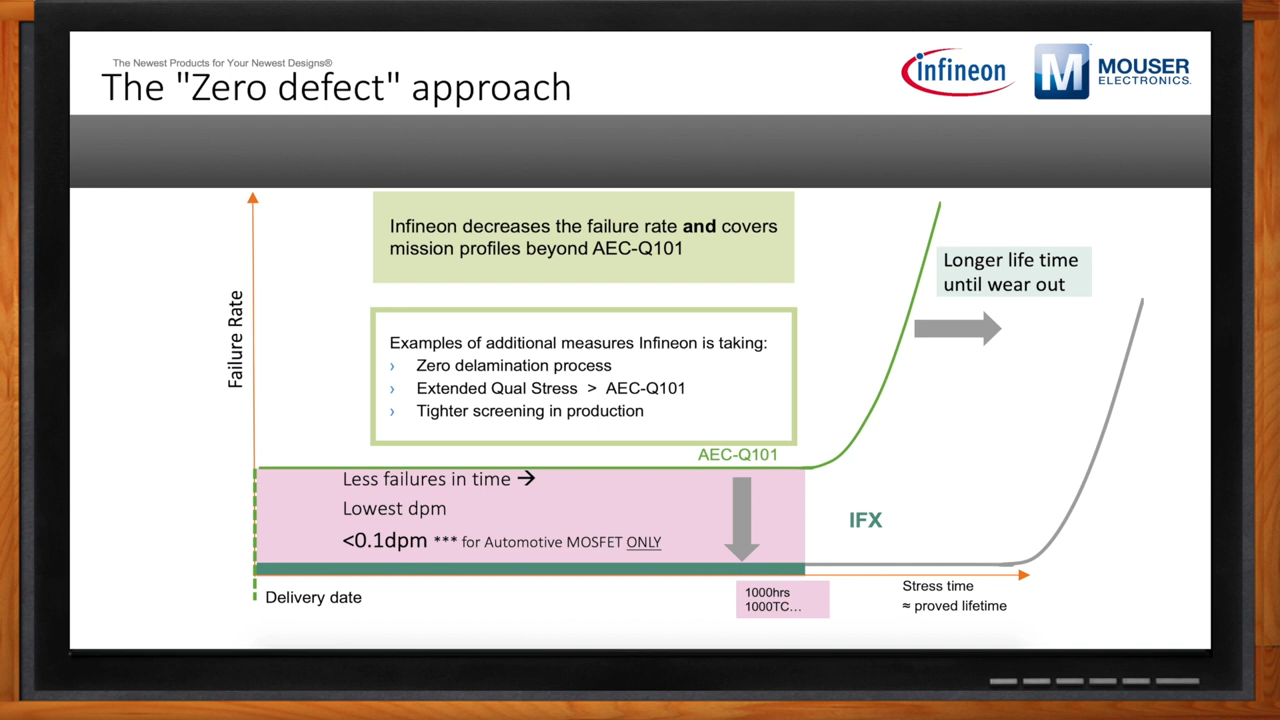 The Newest Products for Your Newest Designs®
The "Zero defect" approach
infineon
M
MOUSER
ELECTRONICS.
Failure Rate
Infineon decreases the failure rate and covers
mission profiles beyond AEC-Q101
Longer life time
until wear out
Examples of additional measures Infineon is taking:
› Zero delamination process
› Extended Qual Stress > AEC-Q101
› Tighter screening in production
AEC-Q101
Less failures in time →
Lowest dpm
<0.1dpm *** for Automotive MOSFET ONLY
IFX
Delivery date
1000hrs
1000TC...
Stress time
≈ proved lifetime